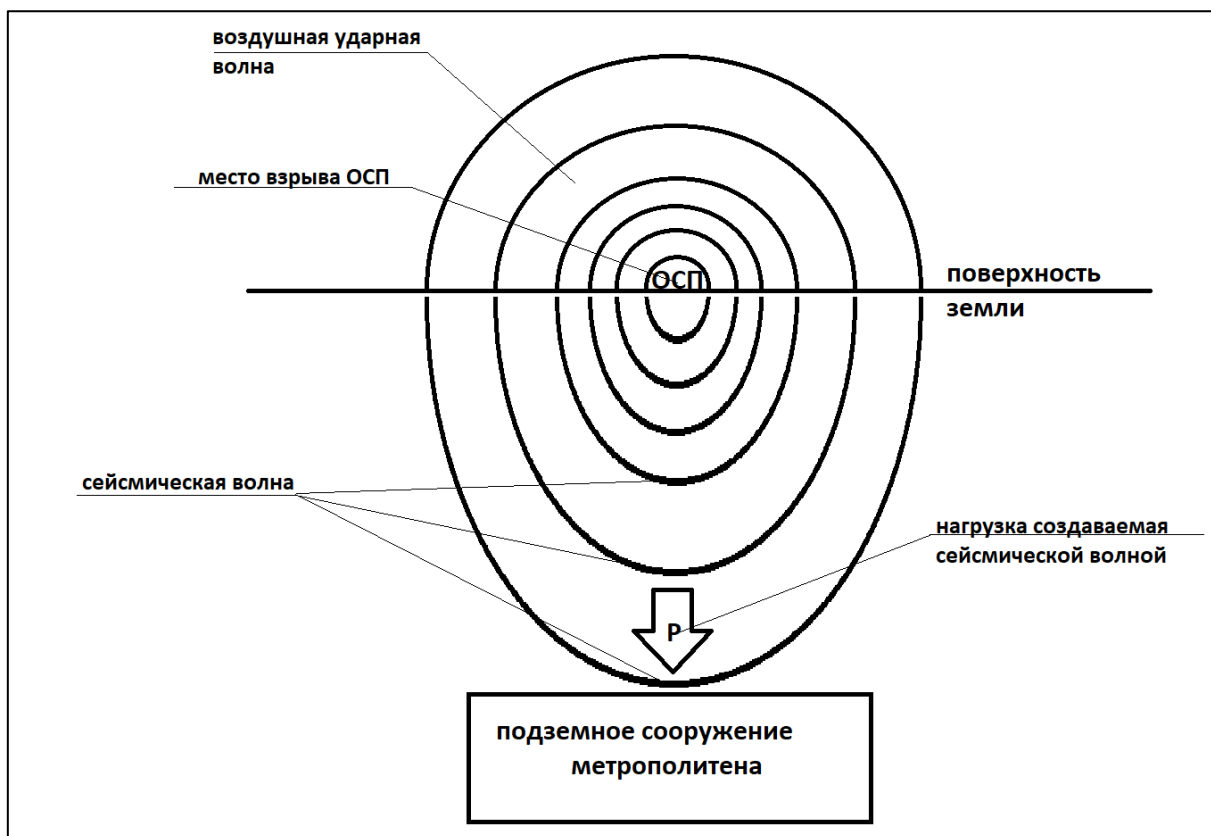 воздушная ударная
волна
место взрыва ОСП
ОСП
поверхность
земли
сейсмическая волна
нагрузка создаваемая
сейсмической волной
Р
подземное сооружение
метрополитена